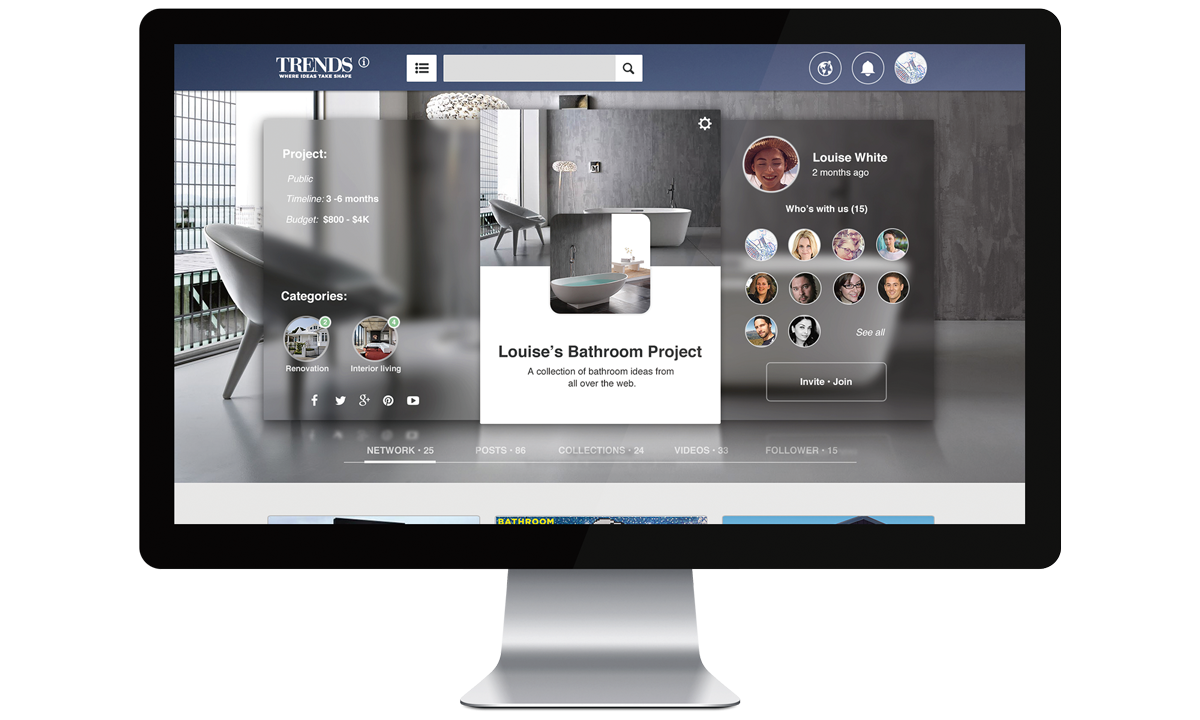 TRENDS
WHERE IDEAS TAKE SHAPE
Project:
Public
Timeline: 3 -6 months
Budget: $800 - $4K
Categories:
2
4
Renovation
Interior living
Louise’s Bathroom Project
A collection of bathroom ideas from
all over the web.
Louise White
2 months ago
Who's with us (15)
See all
Invite • Join
NETWORK • 25
POSTS • 86
COLLECTIONS • 24
VIDEOS • 33
FOLLOWER • 15
BATHROOM